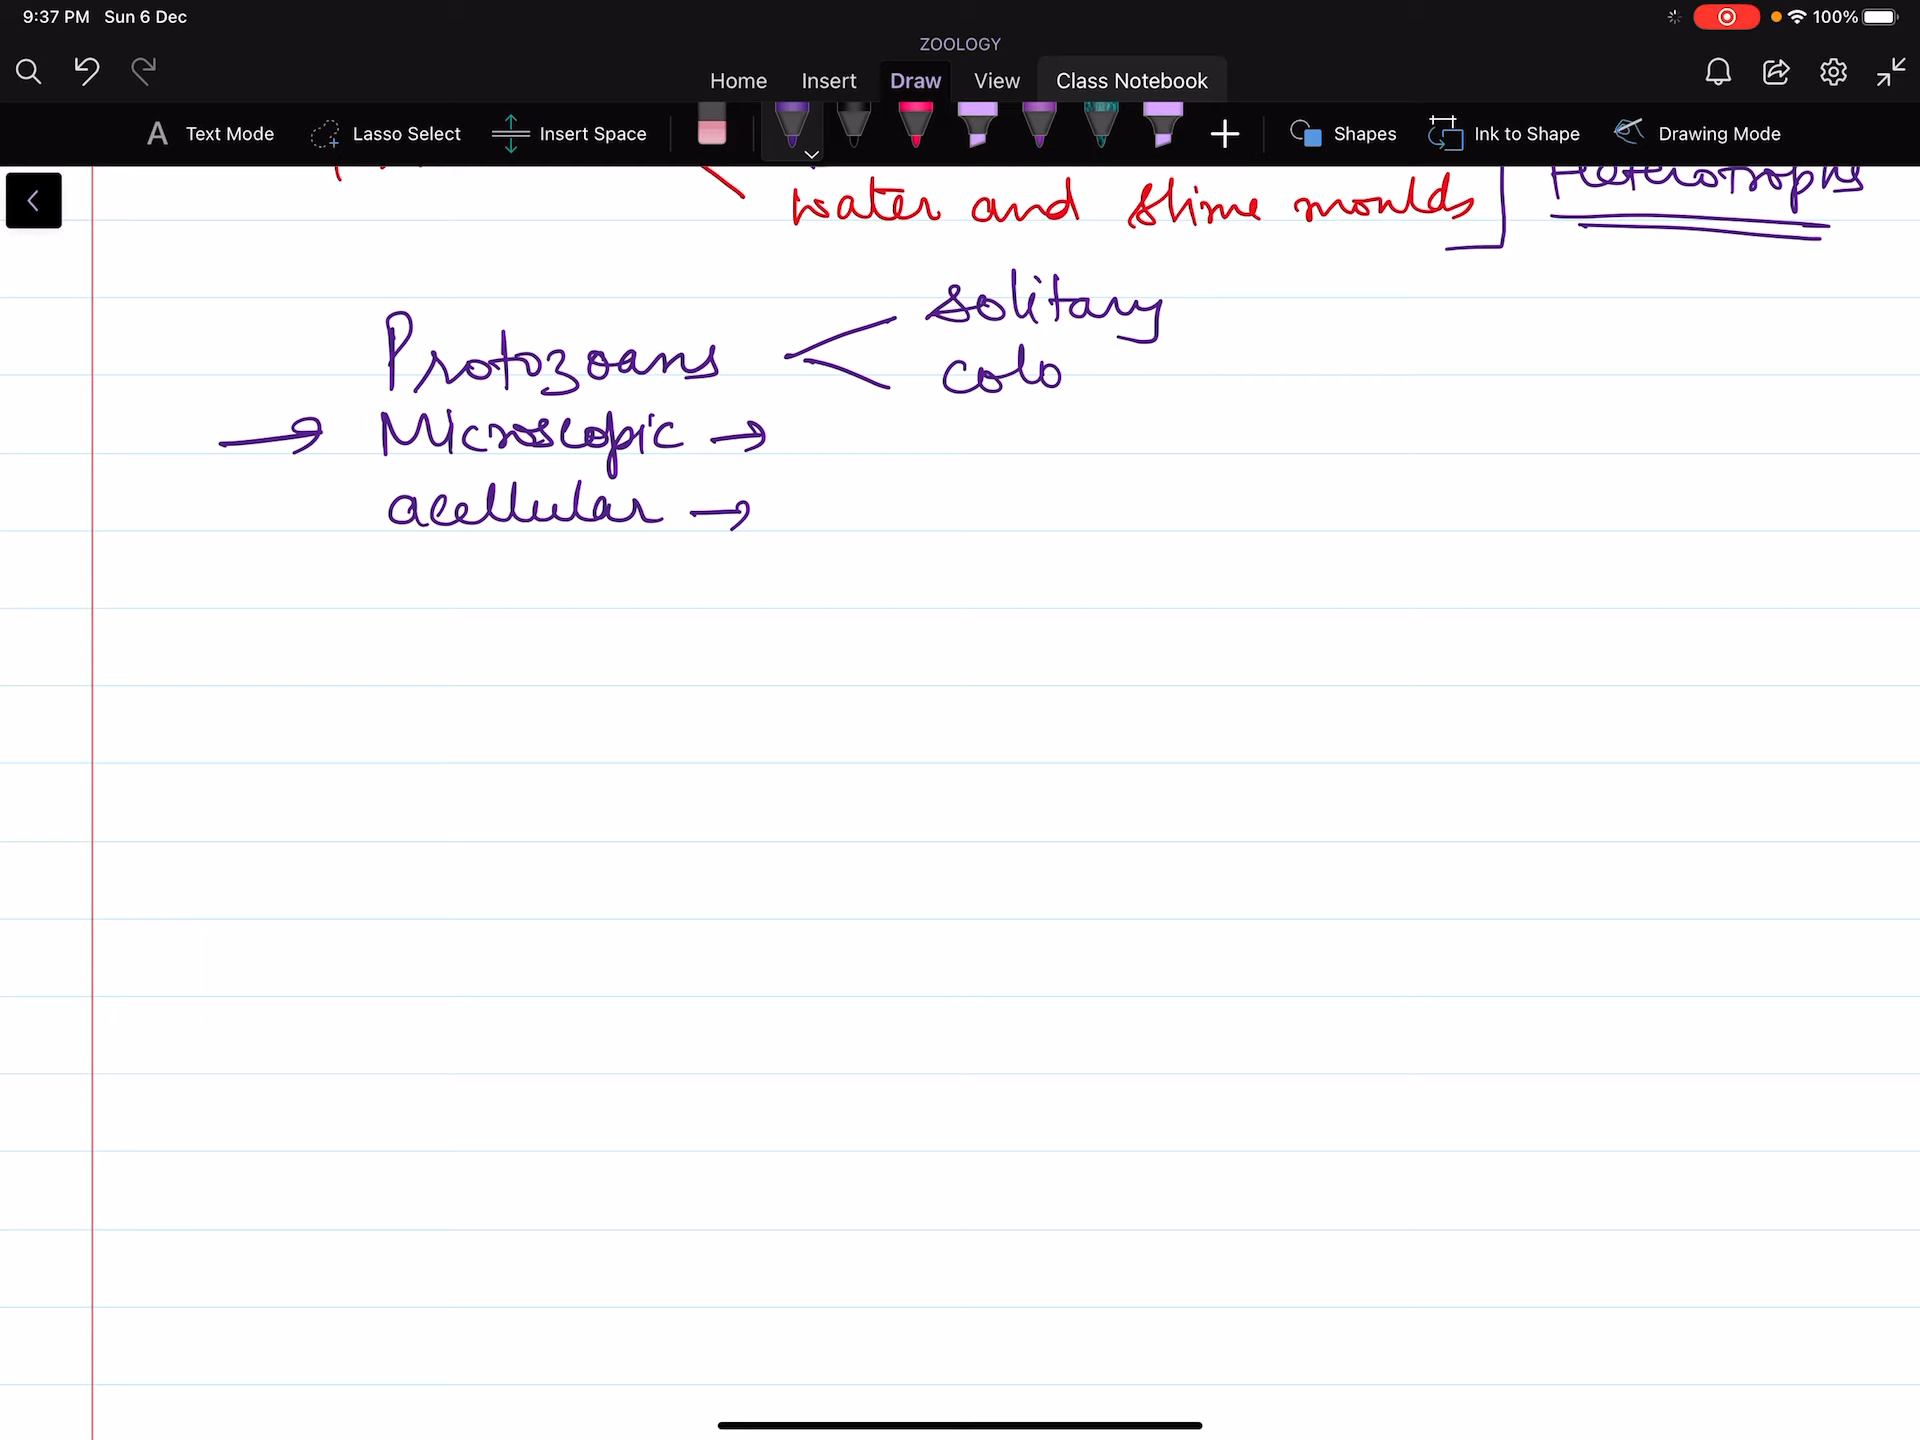 9:37 PM Sun 6 Dec 100%
ZOOLOGY
Home Insert Draw View Class Notebook
A Text Mode Lasso Select Insert Space Shapes Ink to Shape Drawing Mode
water and slime moulds
Protozoans solitary
colo
Microscopic →
acellular →